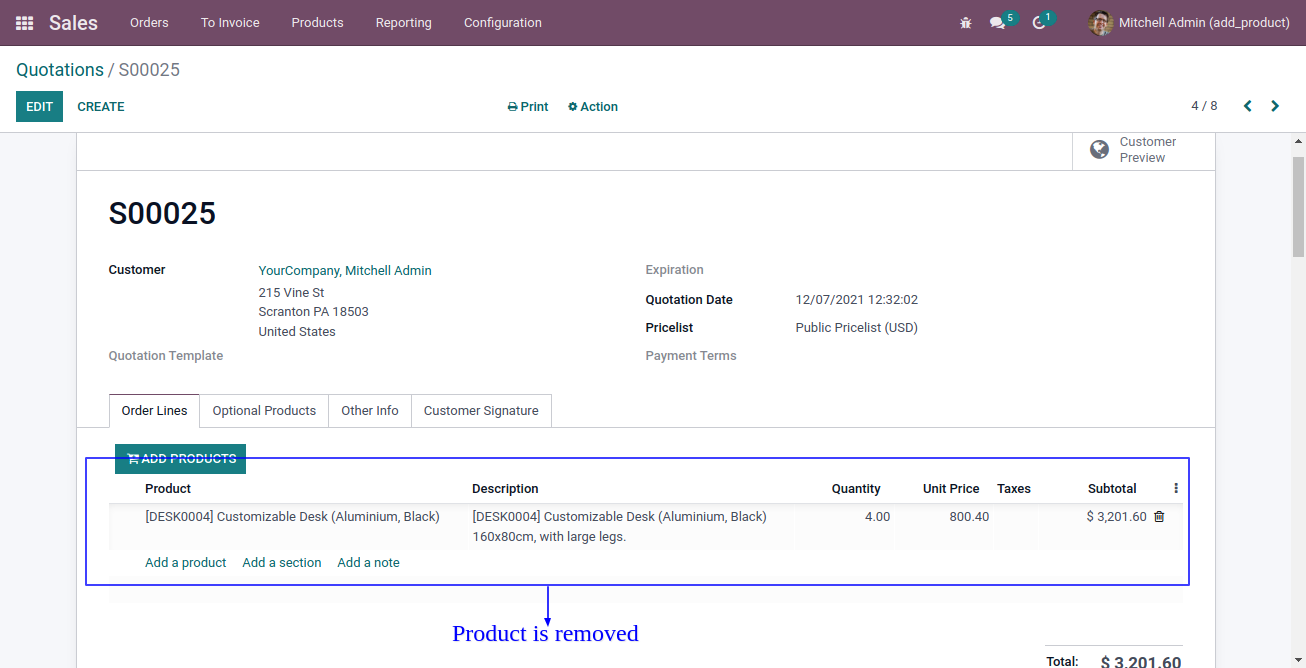 Sales Orders To Invoice Products Reporting Configuration 5 1 Mitchell Admin (add_product)
Quotations / S00025
EDIT CREATE Print Action 4 / 8
Customer
Preview
S00025
Customer YourCompany, Mitchell Admin Expiration
215 Vine St Quotation Date 12/07/2021 12:32:02
Scranton PA 18503
United States Pricelist Public Pricelist (USD)
Quotation Template Payment Terms
Order Lines Optional Products Other Info Customer Signature
ADD PRODUCTS
Product Description Quantity Unit Price Taxes Subtotal
[DESK0004] Customizable Desk (Aluminium, Black) [DESK0004] Customizable Desk (Aluminium, Black) 4.00 800.40 $ 3,201.60
160x80cm, with large legs.
Add a product Add a section Add a note
Product is removed
Total: $ 3,201.60